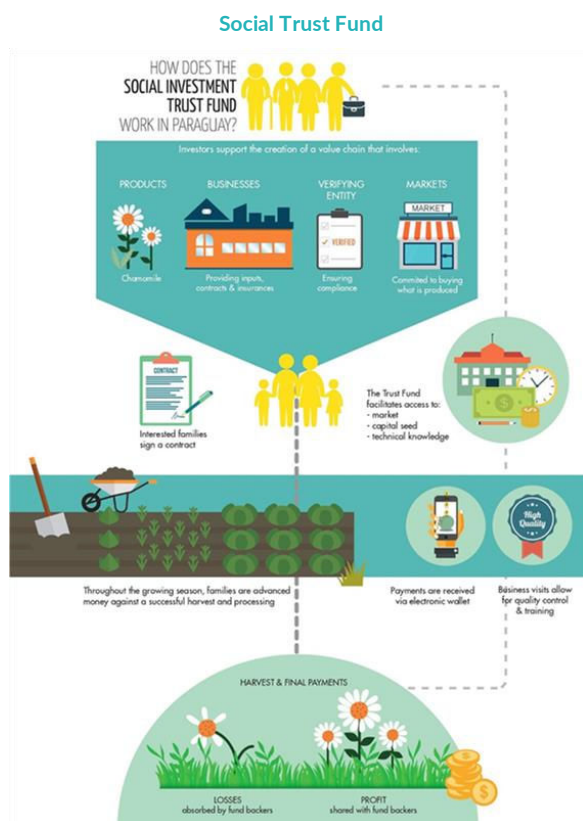 Social Trust Fund
HOW DOES THE
SOCIAL INVESTMENT
TRUST FUND
WORK IN PARAGUAY?
Investors support the creation of a value chain that involves:
PRODUCTS
Chamomile
BUSINESSES
Providing inputs,
contracts & insurances
VERIFYING
ENTITY
VERIFIED
Ensuring
compliance
MARKETS
MARKET
Commited to buying
what is produced
CONTRACT
Interested families
sign a contract
The Trust Fund
facilitates access to:
- market
- capital seed
- technical knowledge
$
High
Quality
Throughout the growing season, families are advanced
money against a successful harvest and processing
Payments are received
via electronic wallet
Business visits allow
for quality control
& training
HARVEST & FINAL PAYMENTS
LOSSES
absorbed by fund backers
PROFIT
shared with fund backers
$